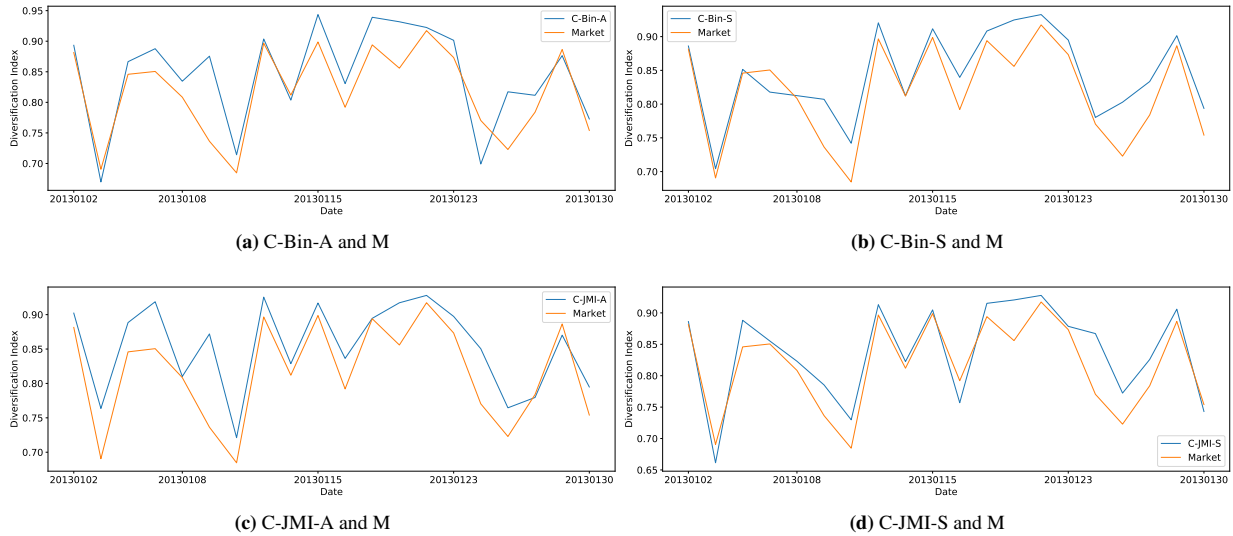 C-Bin-A
Market
0.95
0.90
0.85
0.80
0.75
0.70
Diversification Index
20130102
20130108
20130115
20130123
20130130
Date
(a) C-Bin-A and M
C-Bin-S
Market
0.90
0.85
0.80
0.75
0.70
Diversification Index
20130102
20130108
20130115
20130123
20130130
Date
(b) C-Bin-S and M
C-JMI-A
Market
0.90
0.85
0.80
0.75
0.70
Diversification Index
20130102
20130108
20130115
20130123
20130130
Date
(c) C-JMI-A and M
0.90
0.85
0.80
0.75
0.70
0.65
Diversification Index
C-JMI-S
Market
20130102
20130108
20130115
20130123
20130130
Date
(d) C-JMI-S and M